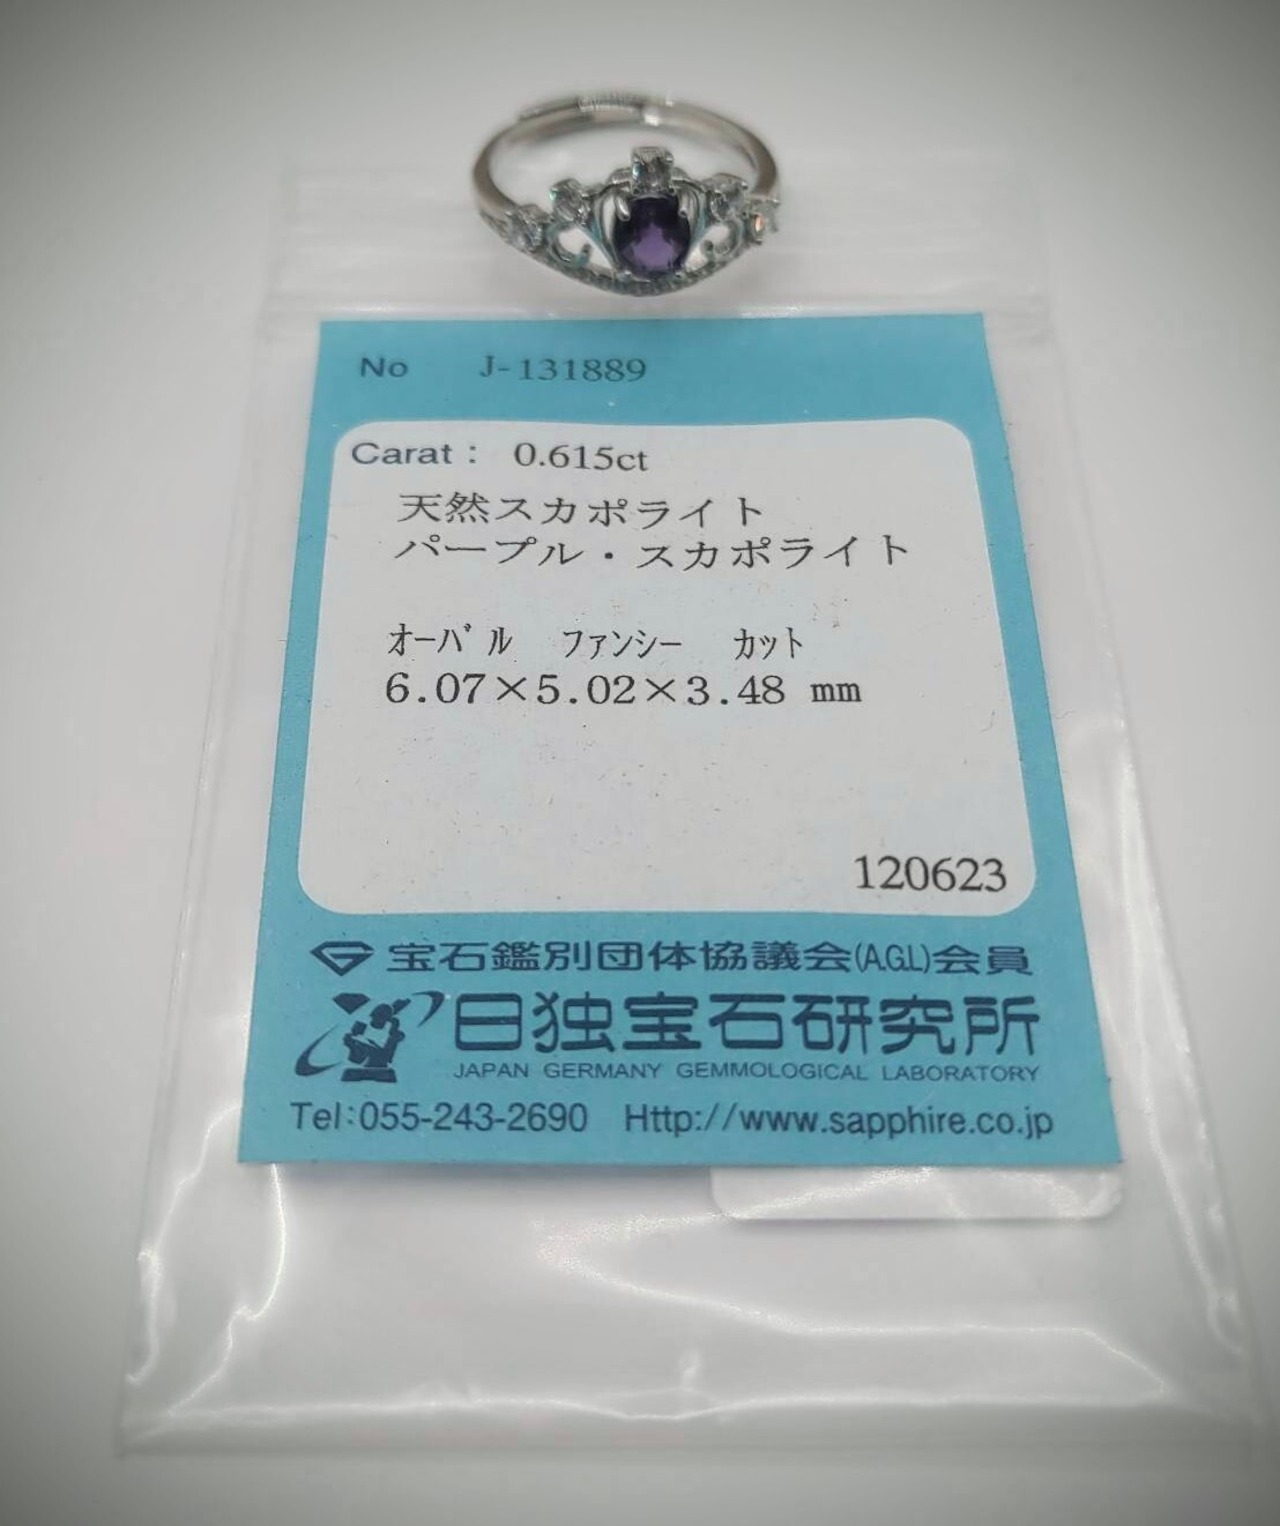 No J-131889
Carat : 0.615ct
天然スカポライト
パープル・スカポライト
ｵｰﾊﾞﾙ ﾌｧﾝｼｰ ｶｯﾄ
6.07×5.02×3.48 mm
120623
宝石鑑別団体協議会(A.G.L)会員
日独宝石研究所
JAPAN GERMANY GEMMOLOGICAL LABORATORY
Tel:055-243-2690 Http://www.sapphire.co.jp